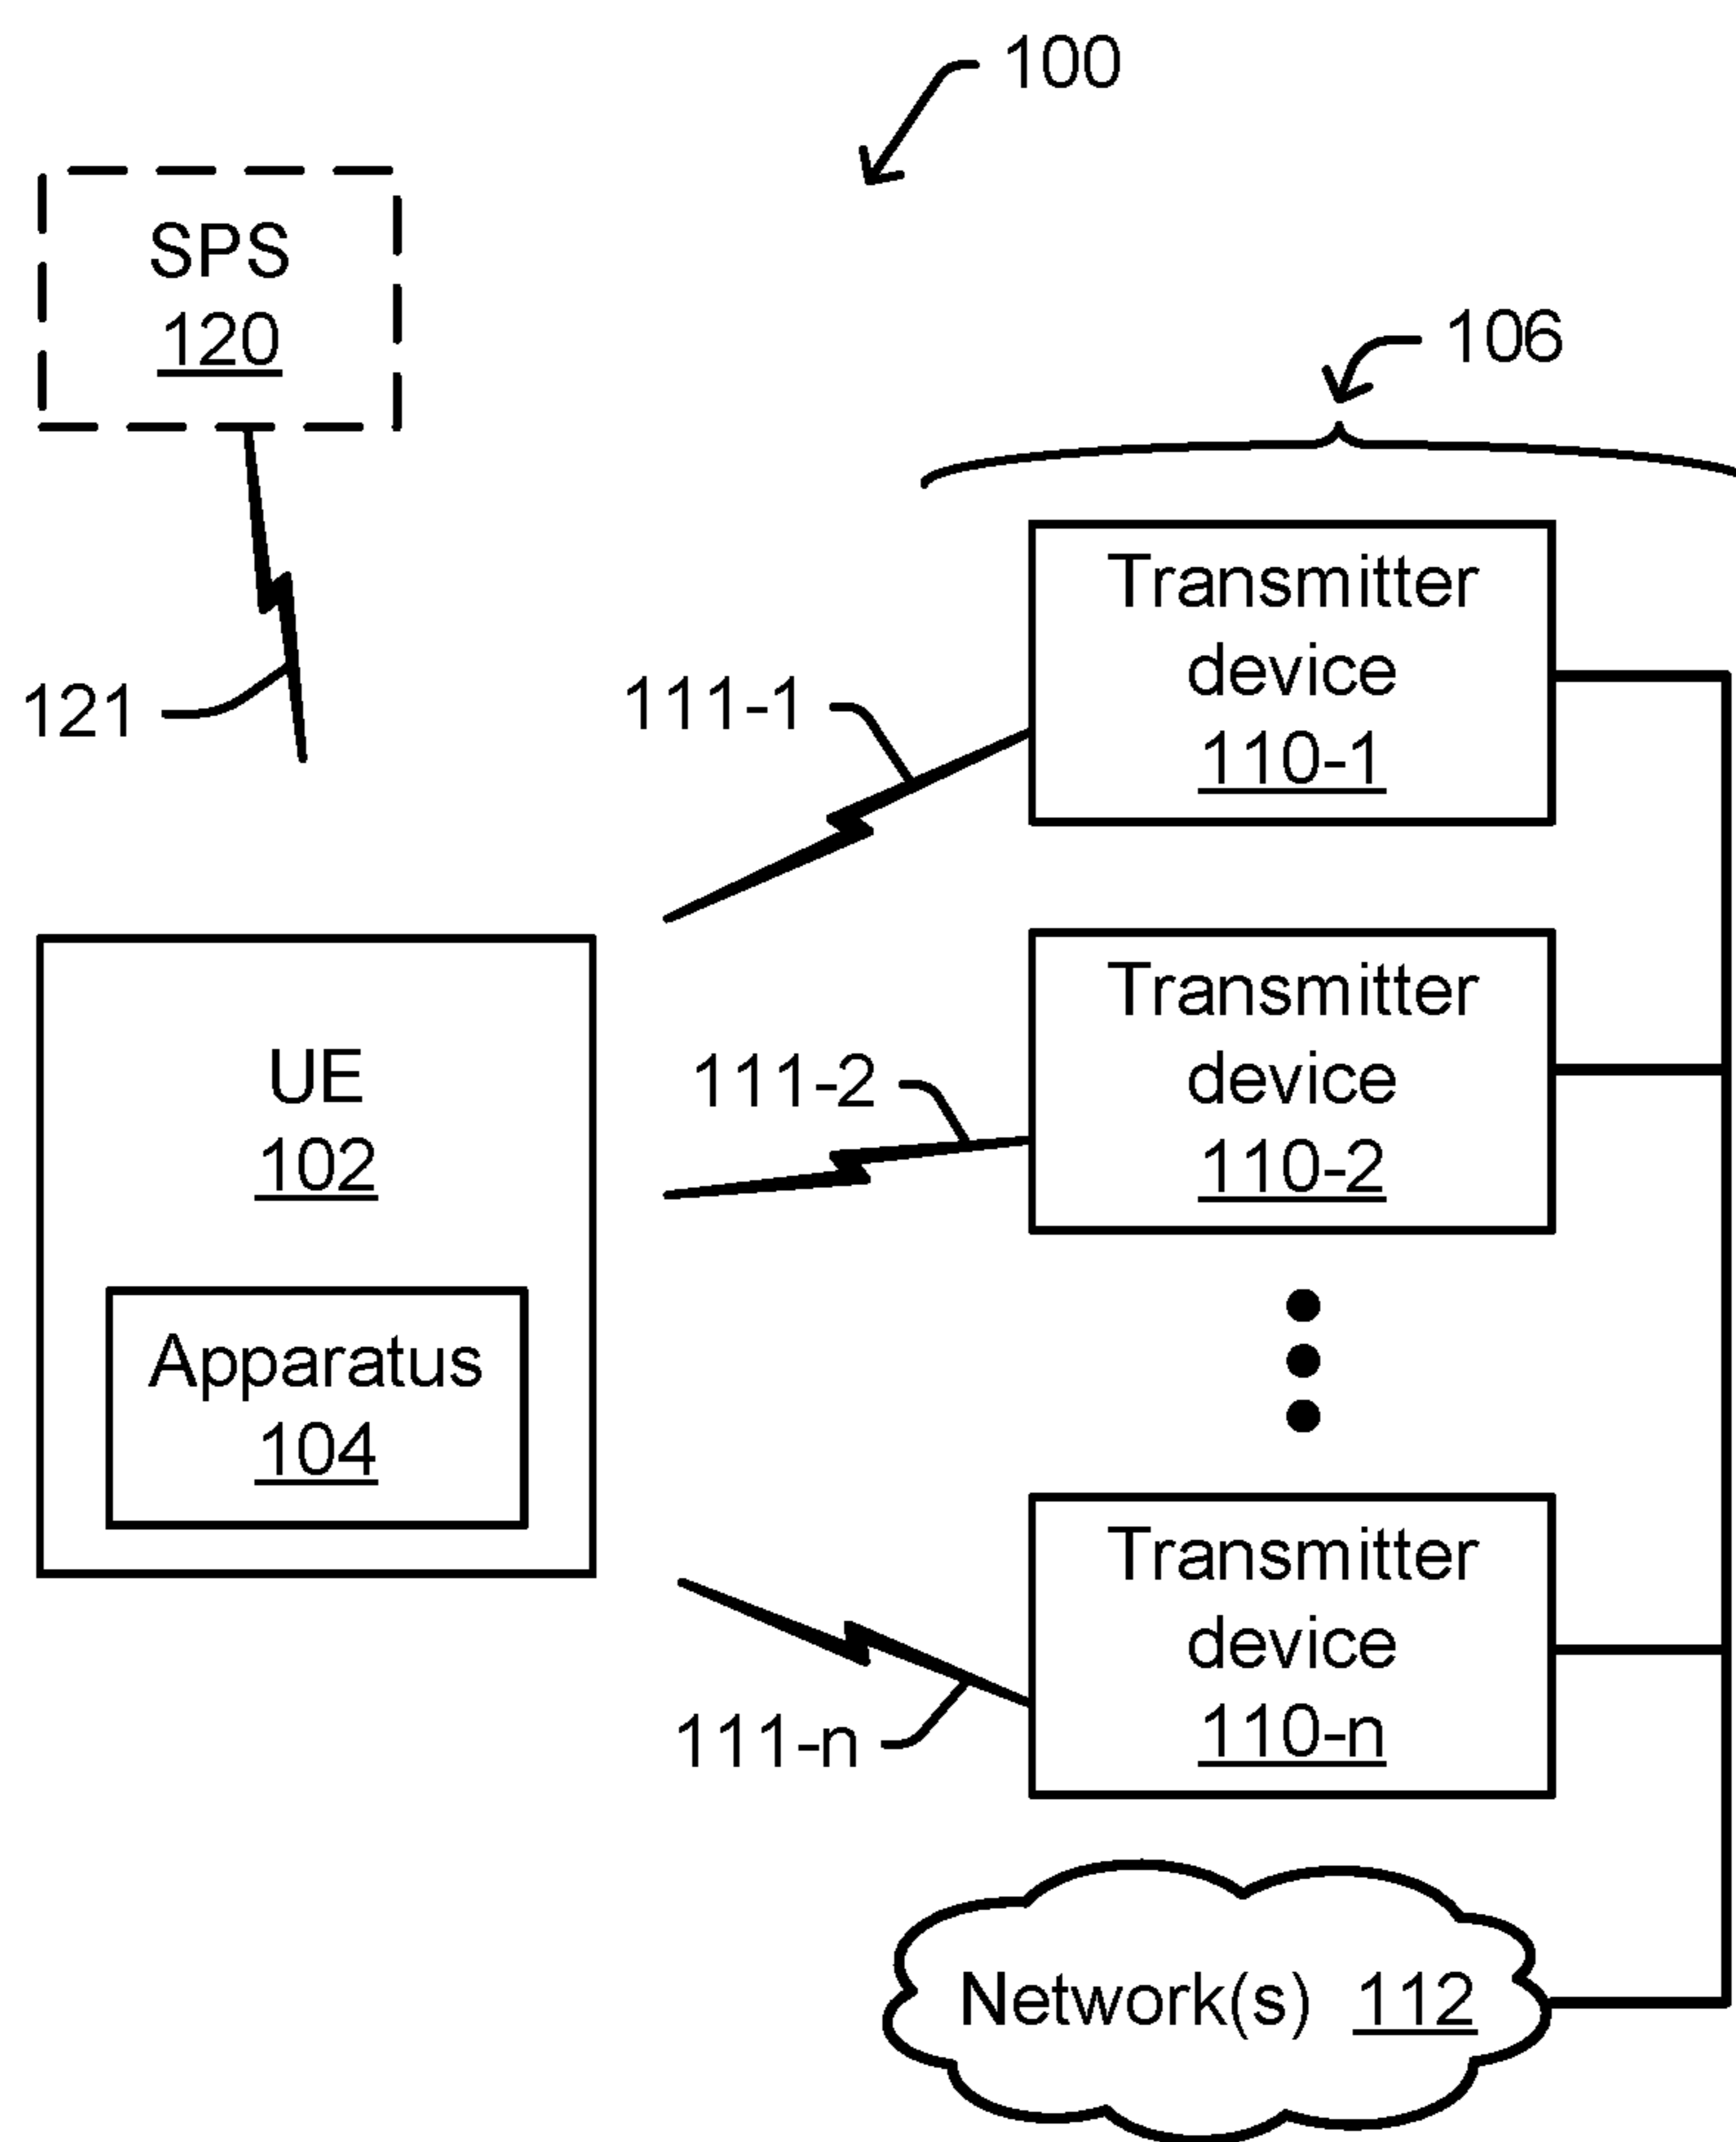 100
SPS
120
106
Transmitter
device
110-1
121
111-1
UE
102
Transmitter
device
110-2
111-2
Apparatus
104
Transmitter
device
110-n
111-n
Network(s) 112